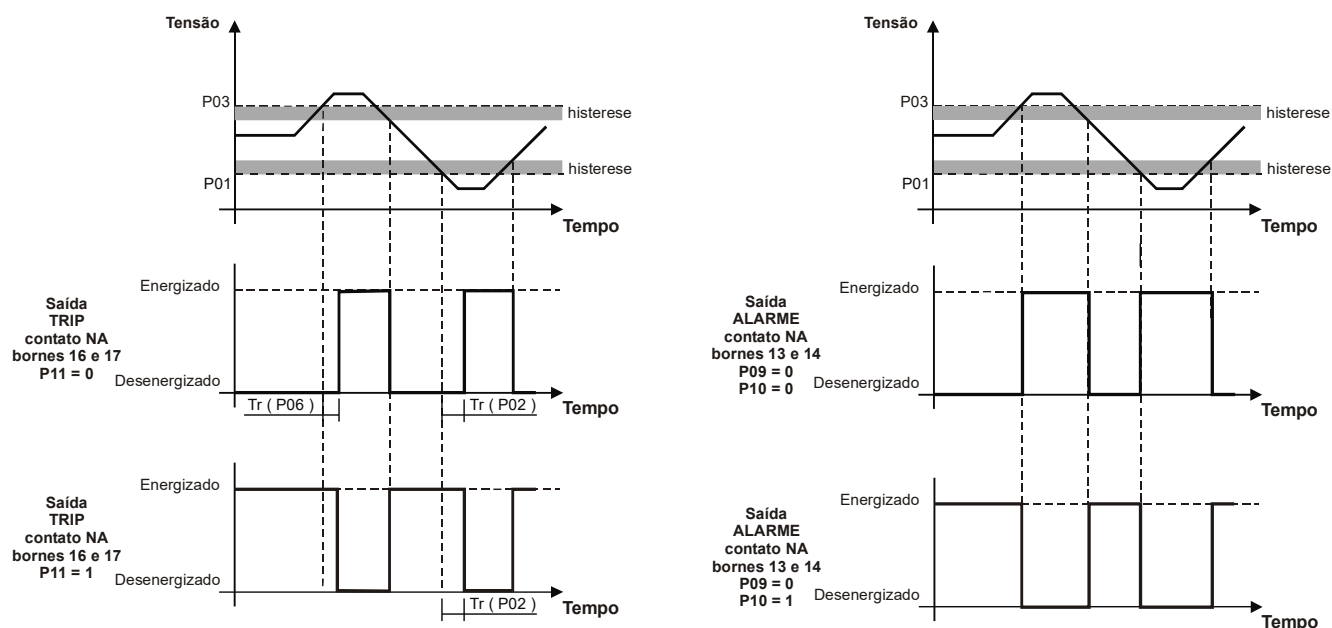 Tensão
P03
histerese
histerese
P01
Tempo
Energizado
Saída
TRIP
contato NA
bornes 16 e 17
P11 = 0
Desenergizado
Tr ( P06 )
Tr ( P02 )
Tempo
Energizado
Saída
TRIP
contato NA
bornes 16 e 17
P11 = 1
Desenergizado
Tr ( P02 )
Tempo
Tensão
P03
histerese
histerese
P01
Tempo
Energizado
Saída
ALARME
contato NA
bornes 13 e 14
P09 = 0
P10 = 0
Desenergizado
Tempo
Energizado
Saída
ALARME
contato NA
bornes 13 e 14
P09 = 0
P10 = 1
Desenergizado
Tempo